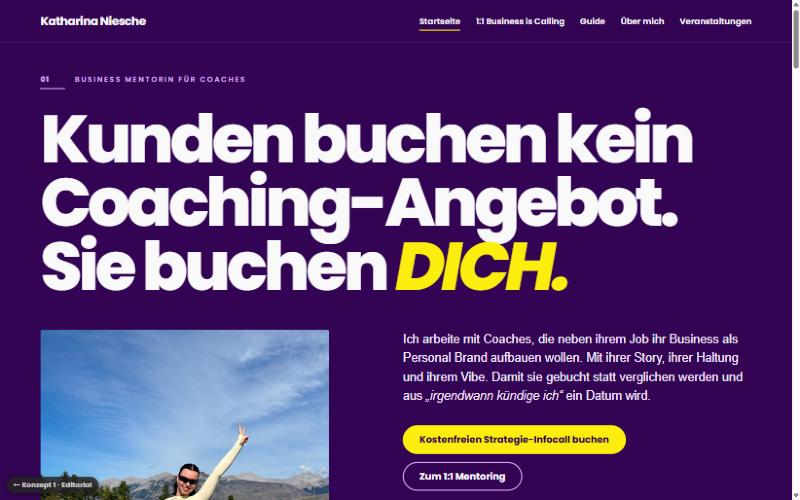 Katharina Niesche
Startseite 1:1 Business is Calling Guide Über mich Veranstaltungen
01 BUSINESS MENTORIN FÜR COACHES
Kunden buchen kein
Coaching-Angebot.
Sie buchen DICH.
Ich arbeite mit Coaches, die neben ihrem Job ihr Business als
Personal Brand aufbauen wollen. Mit ihrer Story, ihrer Haltung
und ihrem Vibe. Damit sie gebucht statt verglichen werden und
aus „irgendwann kündige ich" ein Datum wird.
Kostenfreien Strategie-Infocall buchen
Zum 1:1 Mentoring
← Konzept 1 · Editorial